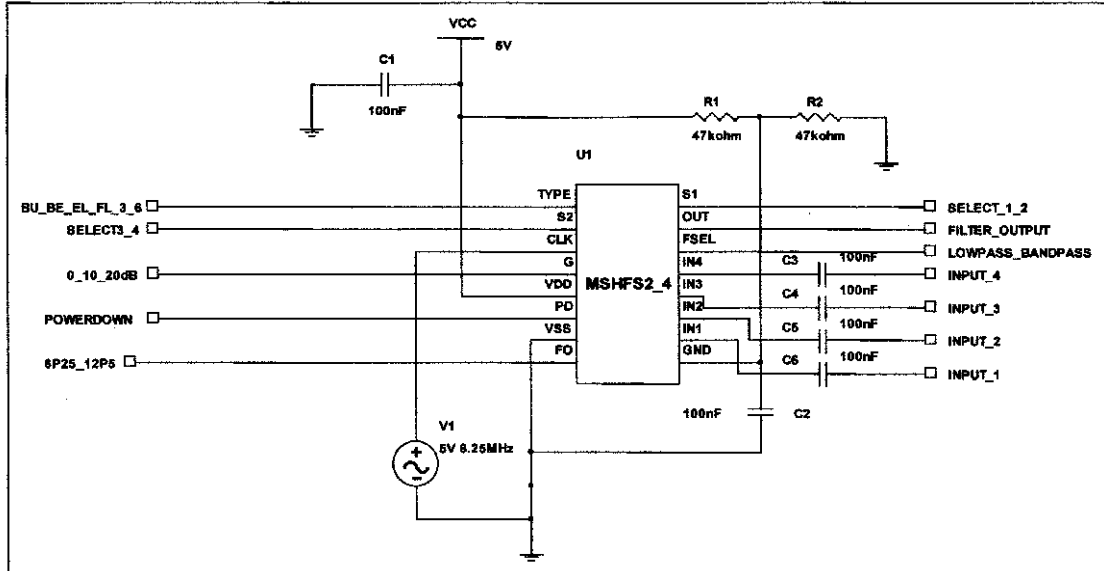 VCC
5V
C1
100nF
R1
R2
47kohm
47kohm
U1
TYPE
S1
BU_BE_EL_FL_3_6
SELECT_1_2
S2
OUT
SELECT3_4
FILTER_OUTPUT
CLK
FSEL
LOWPASS_BANDPASS
G
IN4
C3
100nF
0_10_20dB
INPUT_4
VDD
MSHFS2_4
IN3
C4
100nF
PD
IN2
INPUT_3
POWERDOWN
C5
100nF
VSS
IN1
INPUT_2
FO
GND
C6
100nF
6P25_12P5
INPUT_1
100nF
C2
V1
5V 6.25MHz